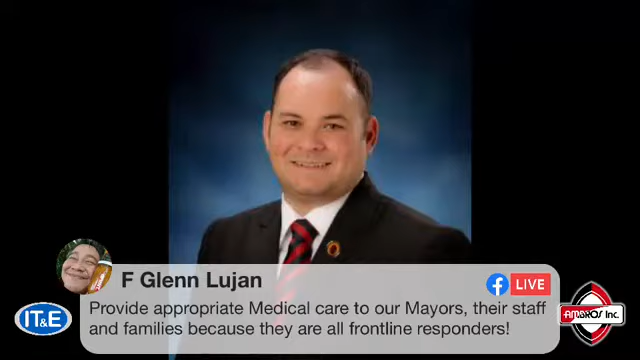 F Glenn Lujan
LIVE
Provide appropriate Medical care to our Mayors, their staff
and families because they are all frontline responders!
IT&E
AMBROS Inc.